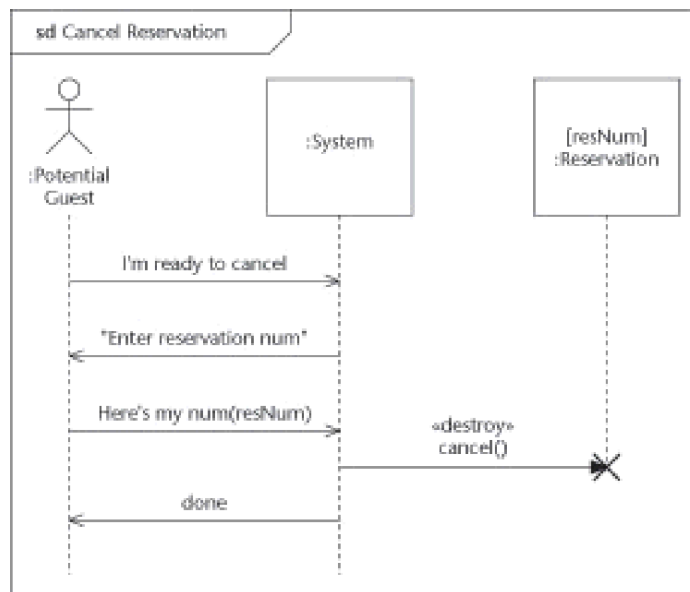 sd Cancel Reservation
:Potential
Guest
:System
[resNum]
:Reservation
I'm ready to cancel
"Enter reservation num"
Here's my num(resNum)
«destroy»
cancel()
done